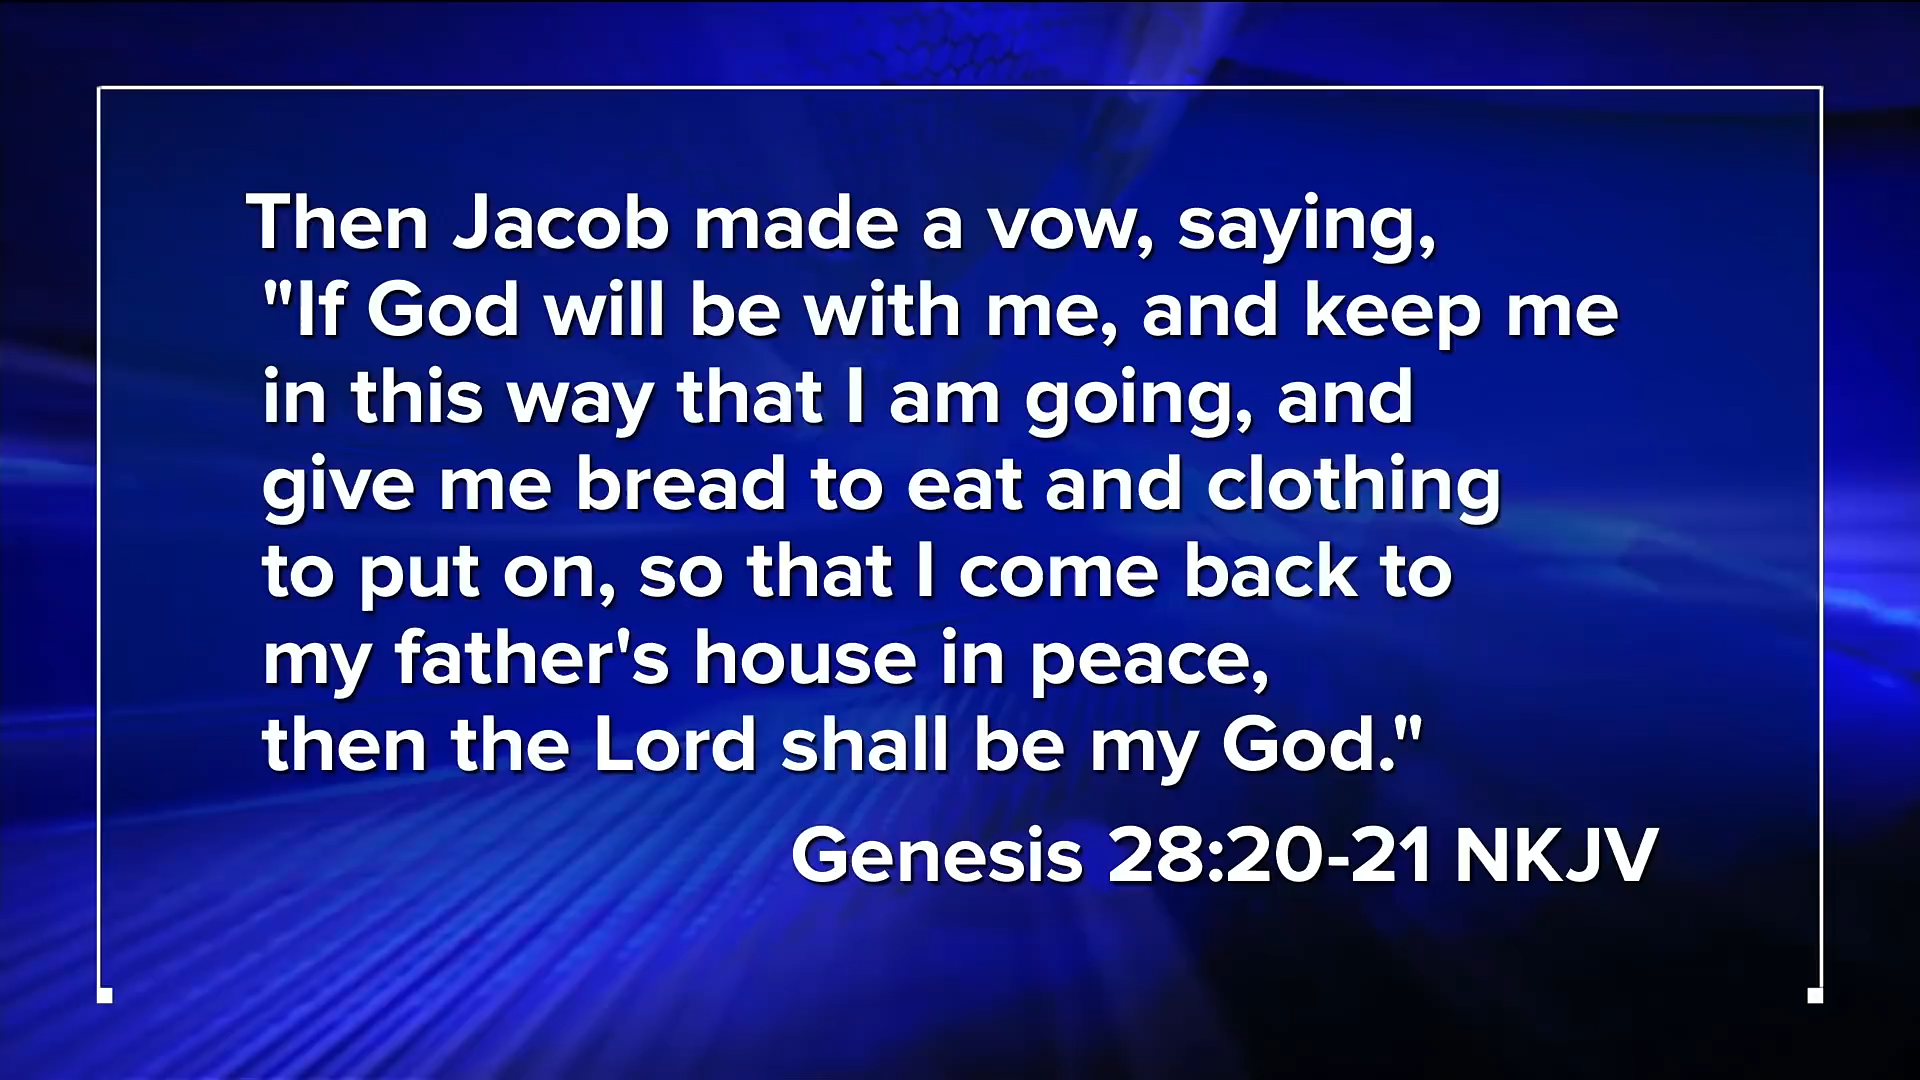 Then Jacob made a vow, saying,
"If God will be with me, and keep me
in this way that I am going, and
give me bread to eat and clothing
to put on, so that I come back to
my father's house in peace,
then the Lord shall be my God."
Genesis 28:20-21 NKJV